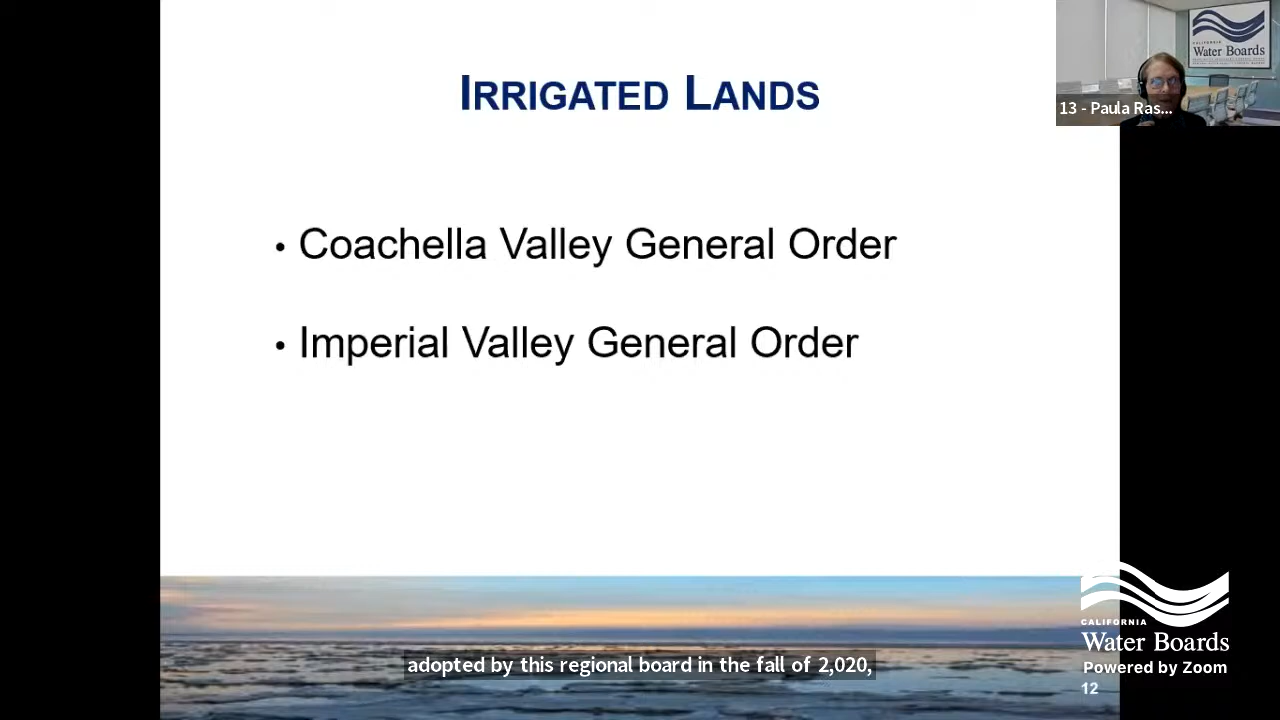 IRRIGATED LANDS
CALIFORNIA
Water Boards
13 - Paula Ras...
• Coachella Valley General Order
• Imperial Valley General Order
CALIFORNIA
Water Boards
adopted by this regional board in the fall of 2,020,
Powered by Zoom
12